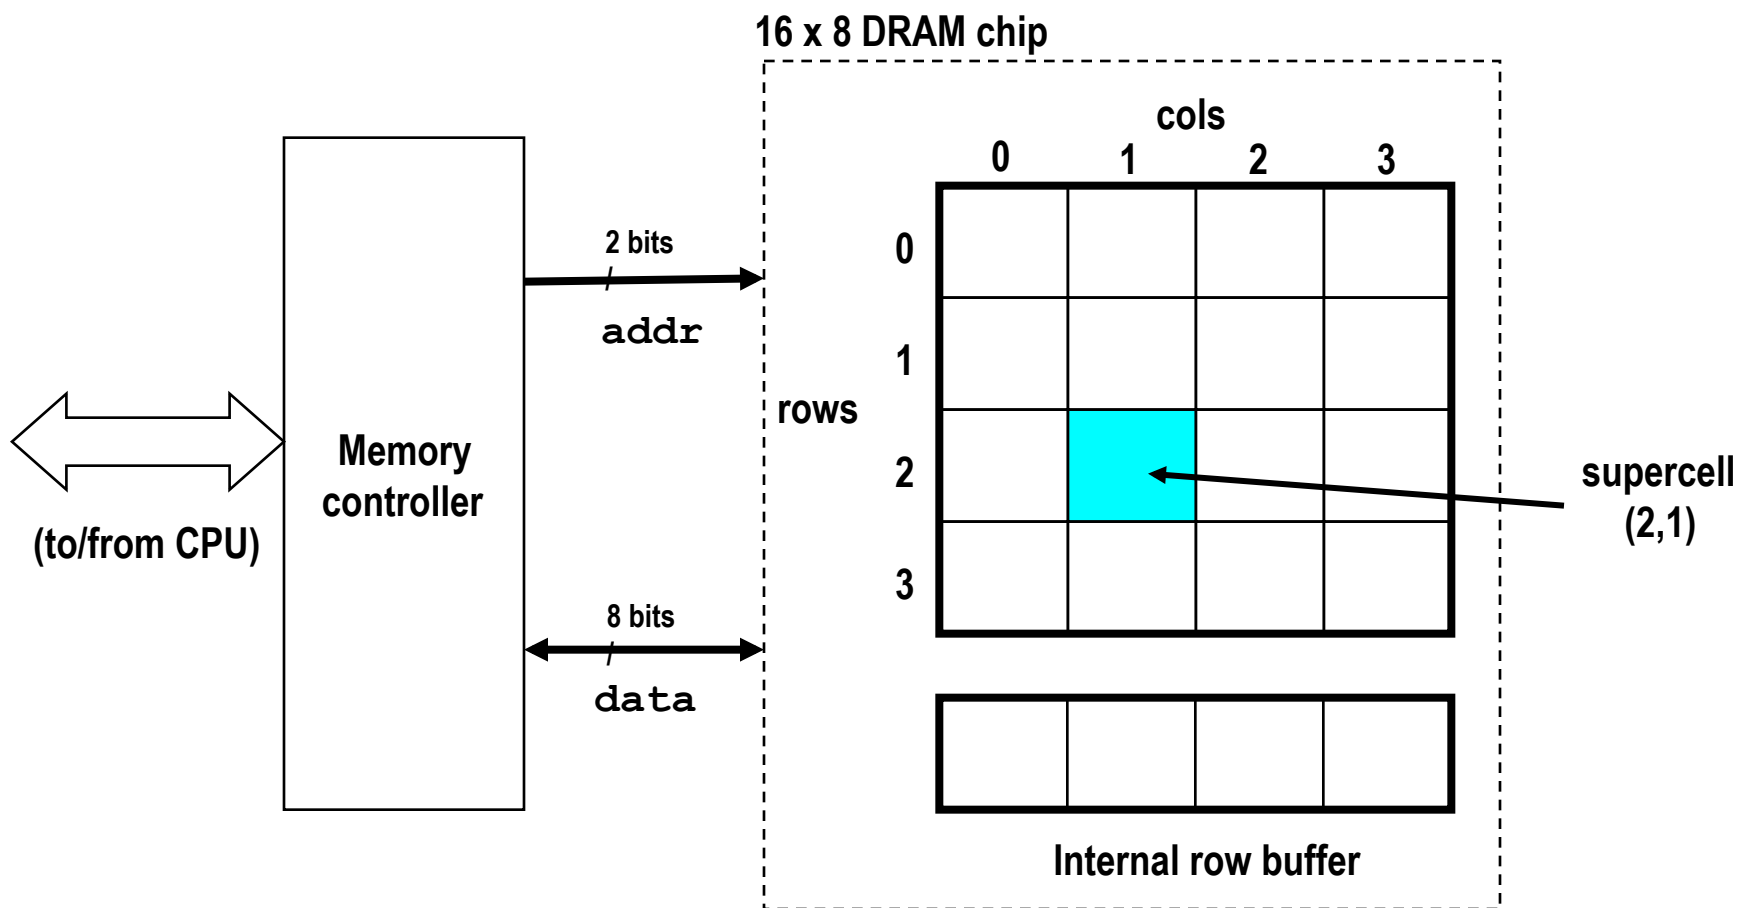 16 x 8 DRAM chip
cols
0 1 2 3
2 bits
addr
0
1
rows
2
3
Memory
controller
(to/from CPU)
supercell
(2,1)
8 bits
data
Internal row buffer